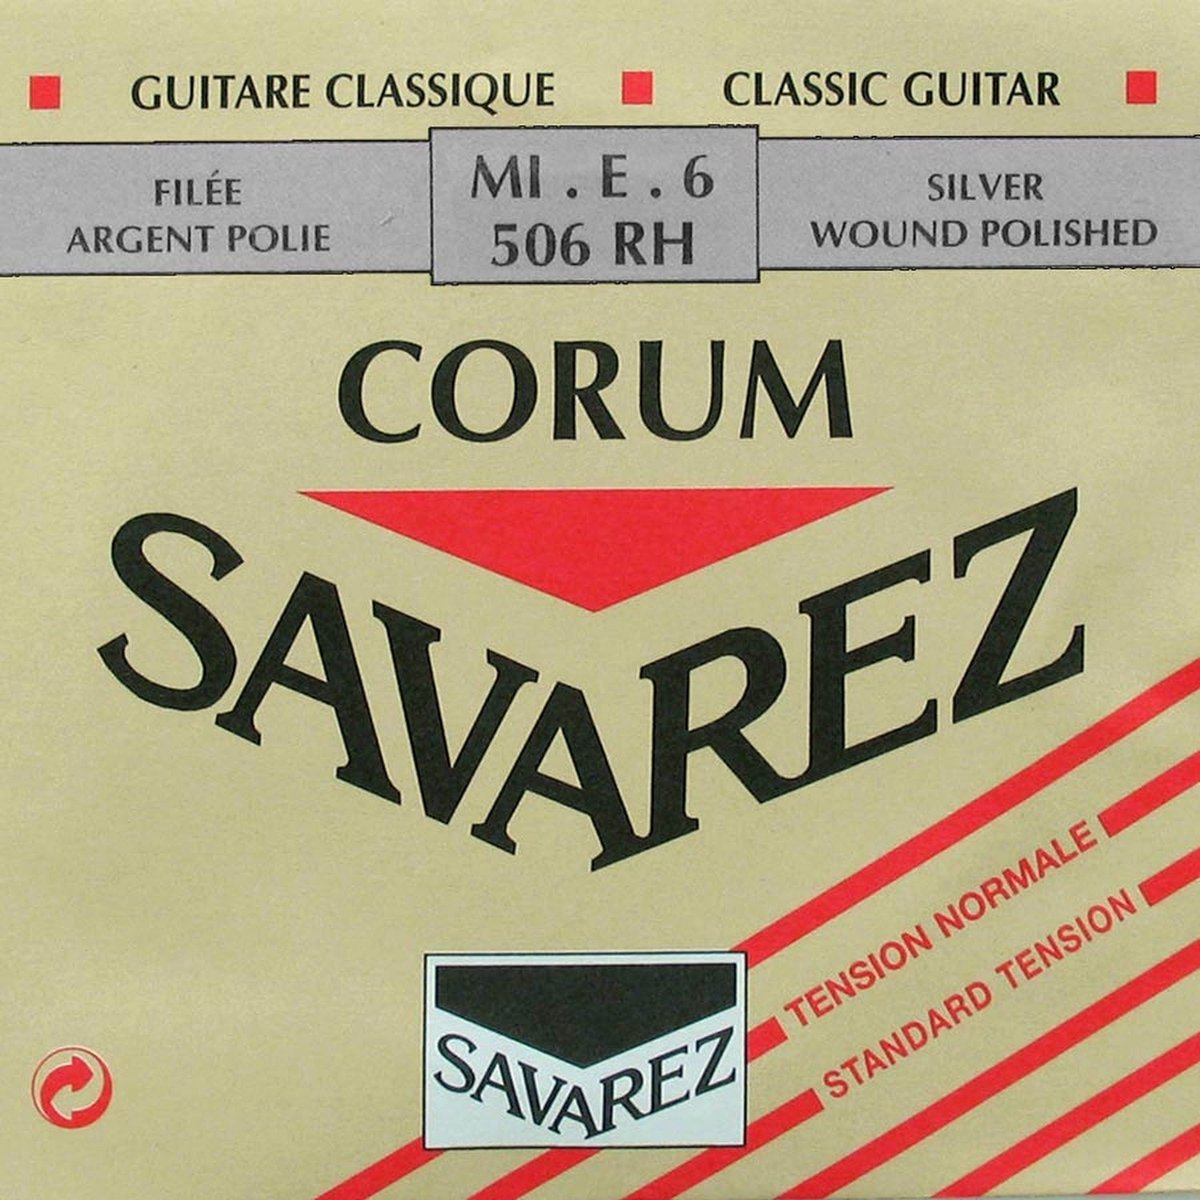 GUITARE CLASSIQUE CLASSIC GUITAR
FILÉE
ARGENT POLIE
MI . E . 6
506 RH
SILVER
WOUND POLISHED
CORUM
SAVAREZ
TENSION NORMALE
STANDARD TENSION
SAVAREZ